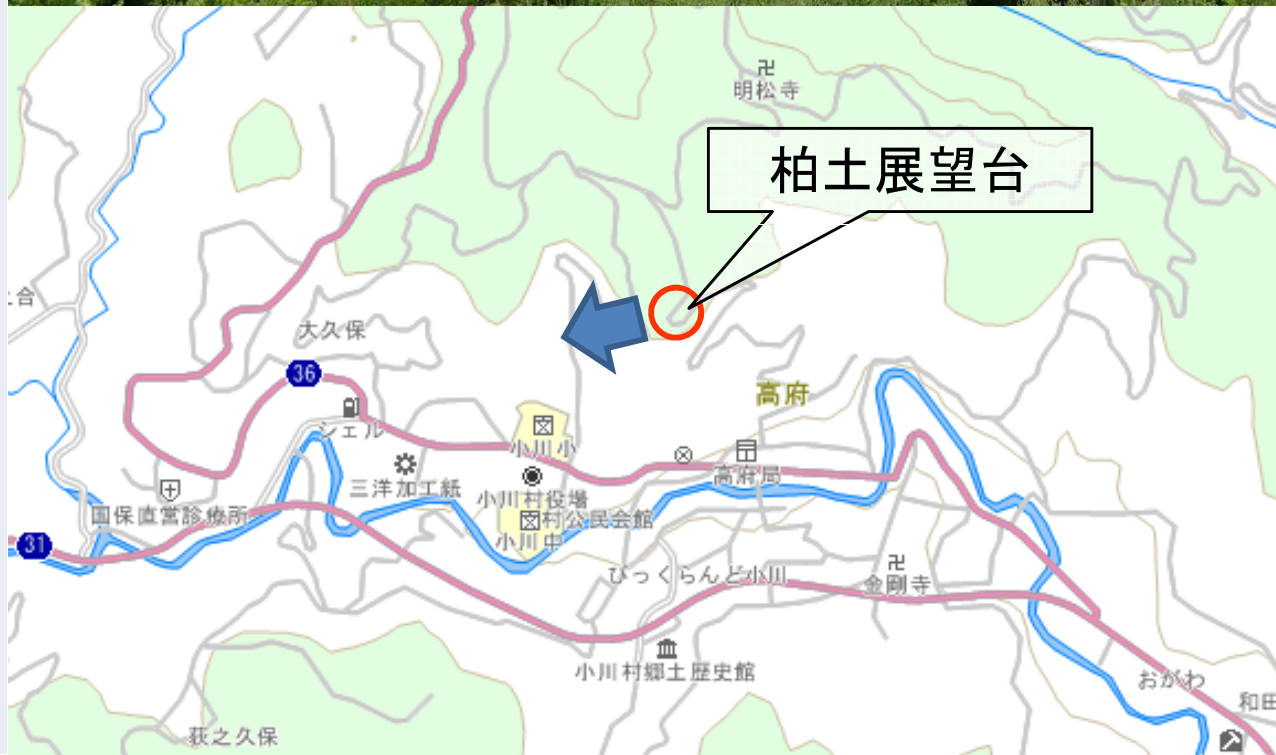 明松寺
柏土展望台
合
大久保
36
高府
シェル
小川小
三洋加工紙
高府局
小川村役場
国保直営診療所
村公民会館
小川中
31
びっくらんど小川
金剛寺
小川村郷土歴史館
おがわ
和田
荻之久保